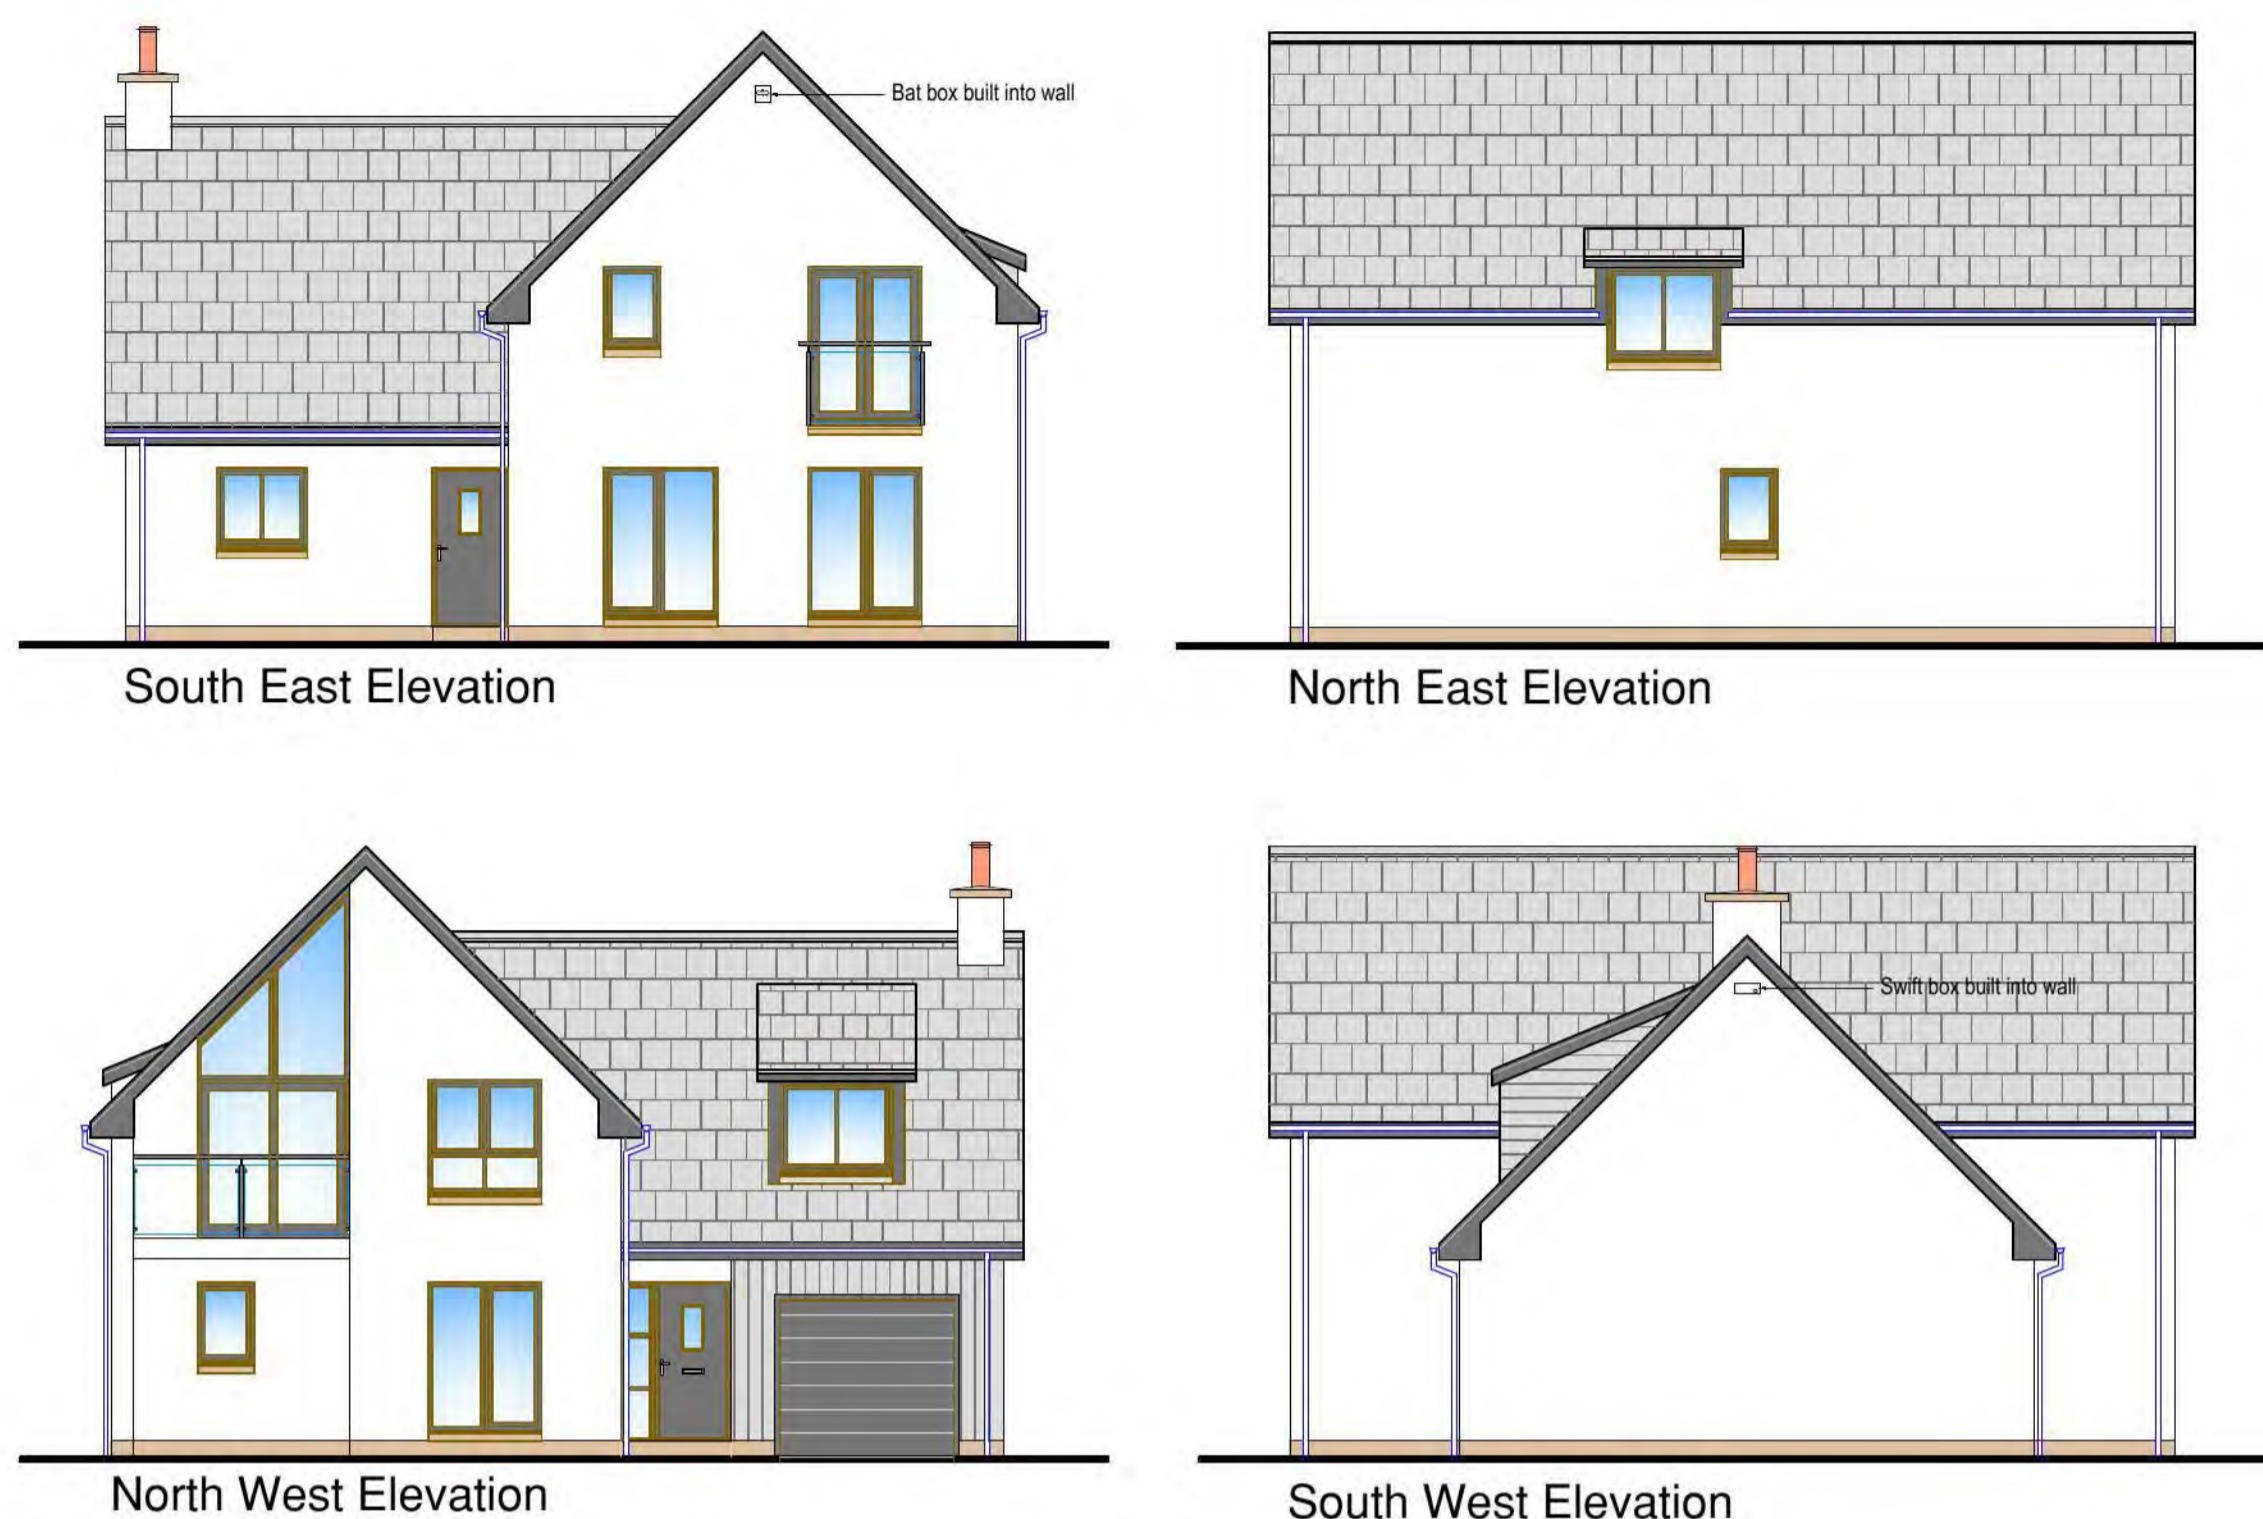 Bat box built into wall
South East Elevation
North East Elevation
Swift box built into wall
North West Elevation
South West Elevation